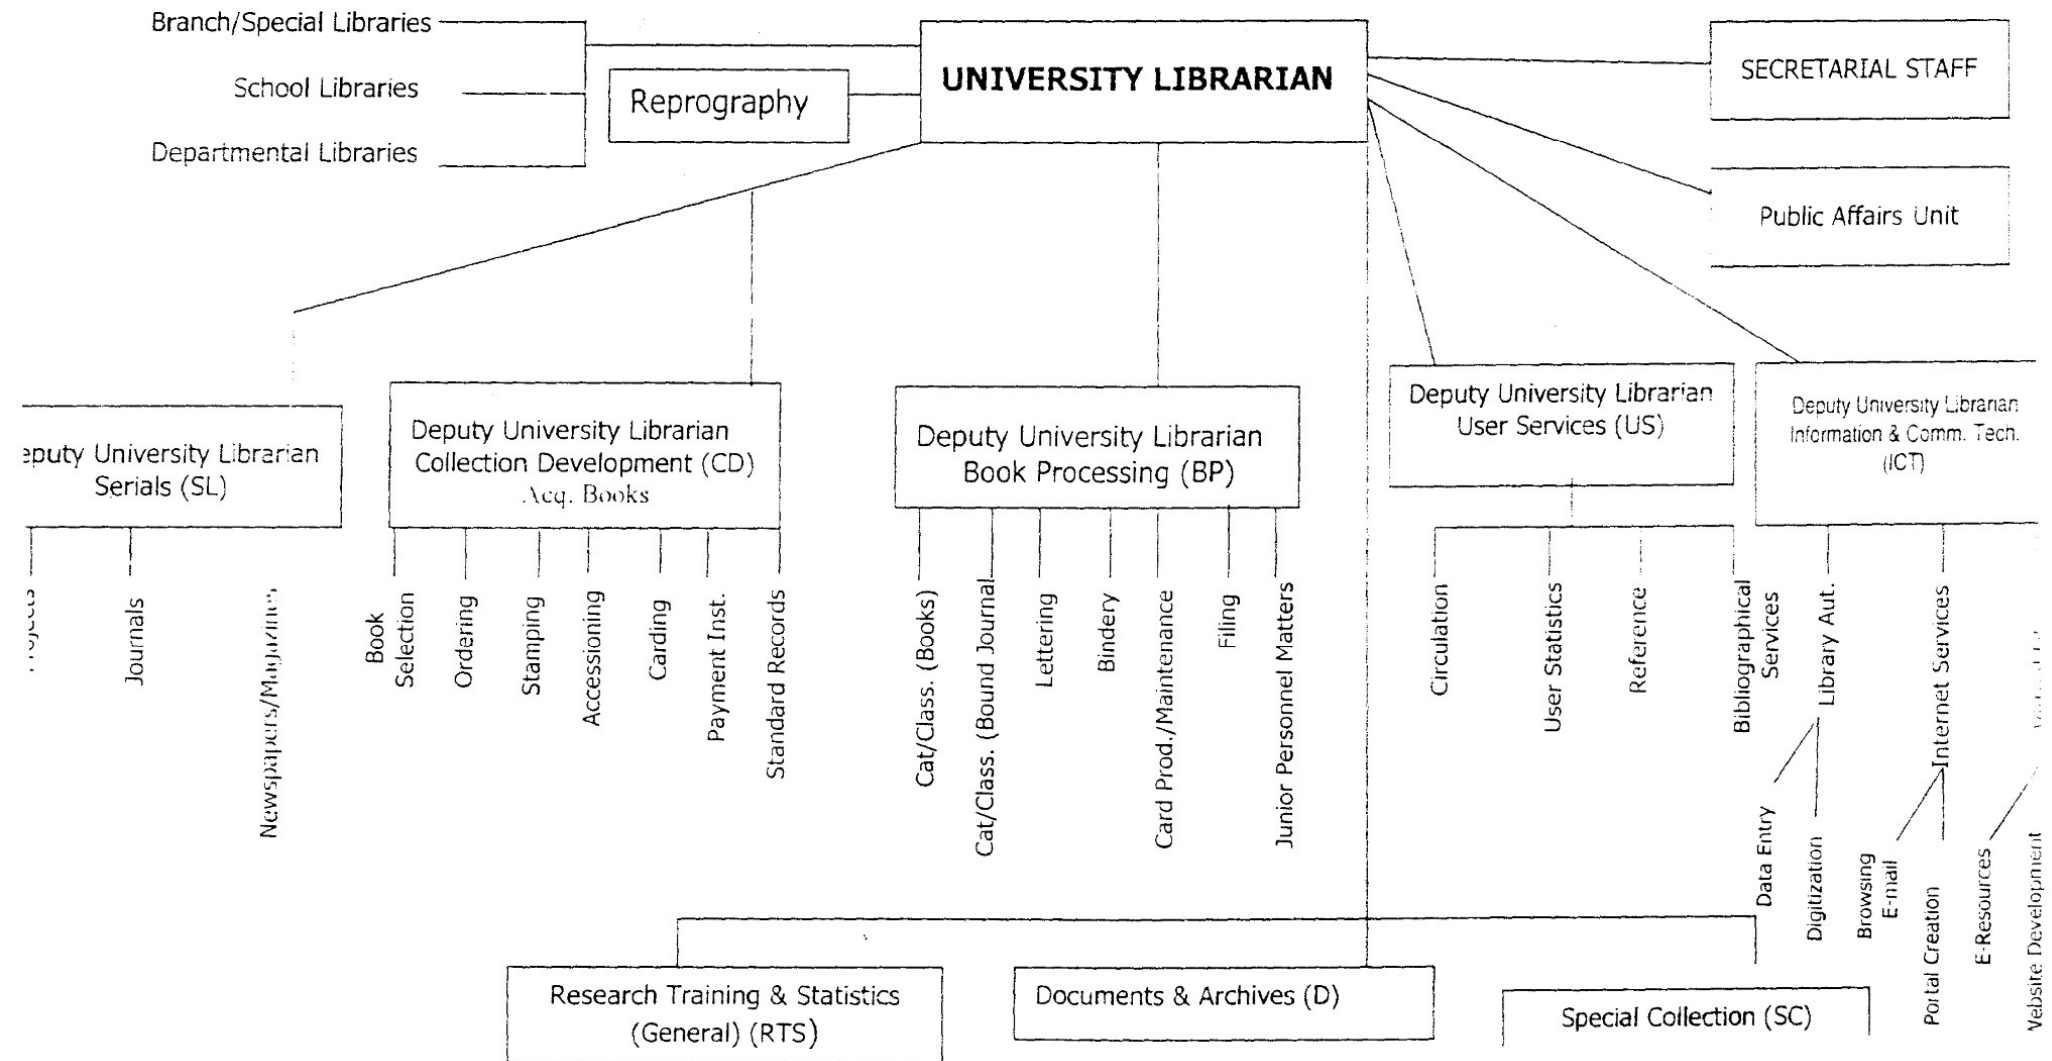 Branch/Special Libraries
School Libraries
Departmental Libraries
Reprography
UNIVERSITY LIBRARIAN
SECRETARIAL STAFF
Public Affairs Unit
eputy University Librarian
Serials (SL)
Deputy University Librarian
Collection Development (CD)
Acq. Books
Deputy University Librarian
Book Processing (BP)
Deputy University Librarian
User Services (US)
Deputy University Librarian
Information & Comm. Tech.
(ICT)
Journals
Newspapers/Magazines
Book
Selection
Ordering
Stamping
Accessioning
Carding
Payment Inst.
Standard Records
Cat/Class. (Books)
Cat/Class. (Bound Journal
Lettering
Bindery
Card Prod./Maintenance
Filing
Junior Personnel Matters
Circulation
User Statistics
Reference
Bibliographical
Services
Library Aut.
Internet Services
Data Entry
Digitization
Browsing
E-mail
Portal Creation
E-Resources
Website Development
Research Training & Statistics
(General) (RTS)
Documents & Archives (D)
Special Collection (SC)